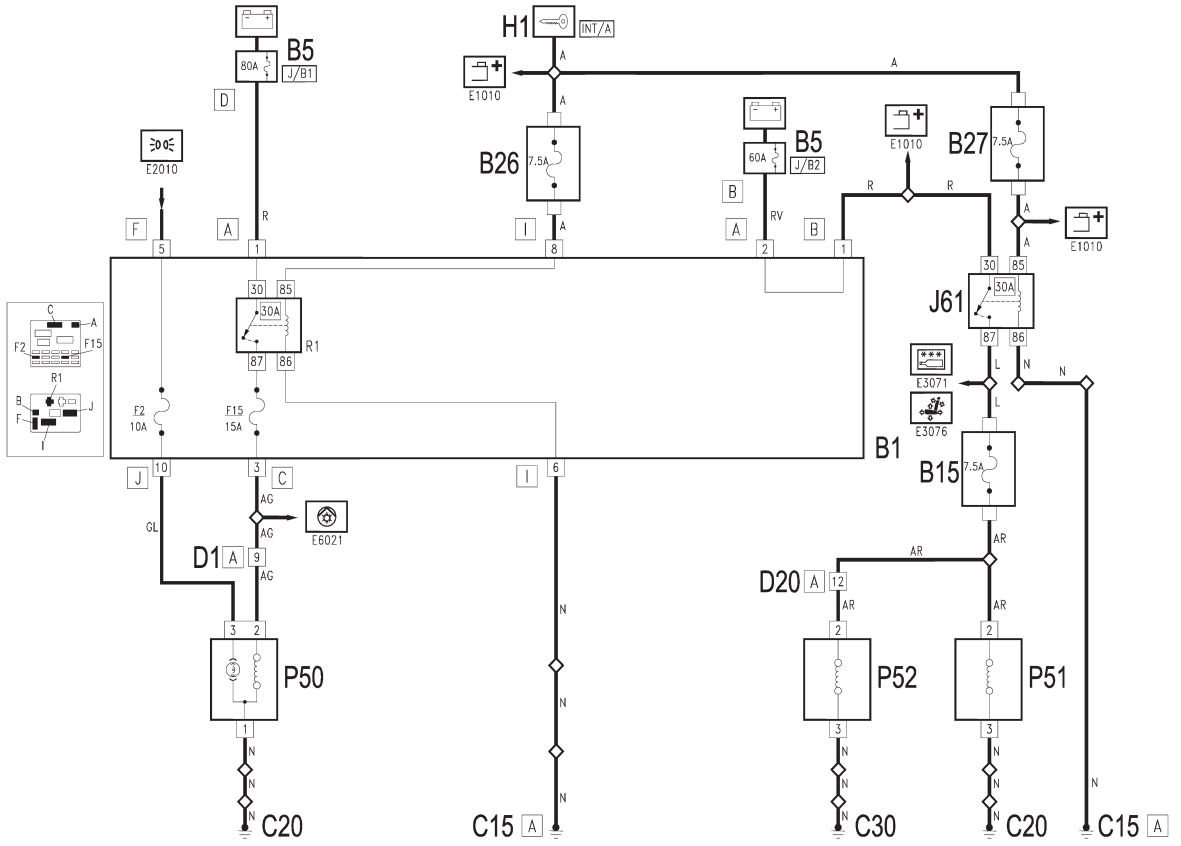 H1
INT/A
A
B5
80A
J/B1
E1010
A
D
A
B5
60A
J/B2
E1010
B27
7.5A
E2010
B26
7.5A
B
R
R
A
E1010
F
A
R
I
A
A
RV
B
A
5
1
8
2
1
30
85
30
85
30A
J61
30A
C
A
F2
F15
R1
87
86
87
86
R1
B
J
F
I
L
N
N
E3071
L
E3076
F2
10A
F15
15A
B1
B15
7.5A
J
10
3
C
I
6
AG
GL
E6021
AG
AR
D1
A
9
AR
AG
D20
A
12
N
AR
AR
3
2
2
2
P50
P52
P51
1
3
3
N
N
N
N
N
N
N
N
N
N
N
N
N
C20
C15
A
C30
C20
C15
A